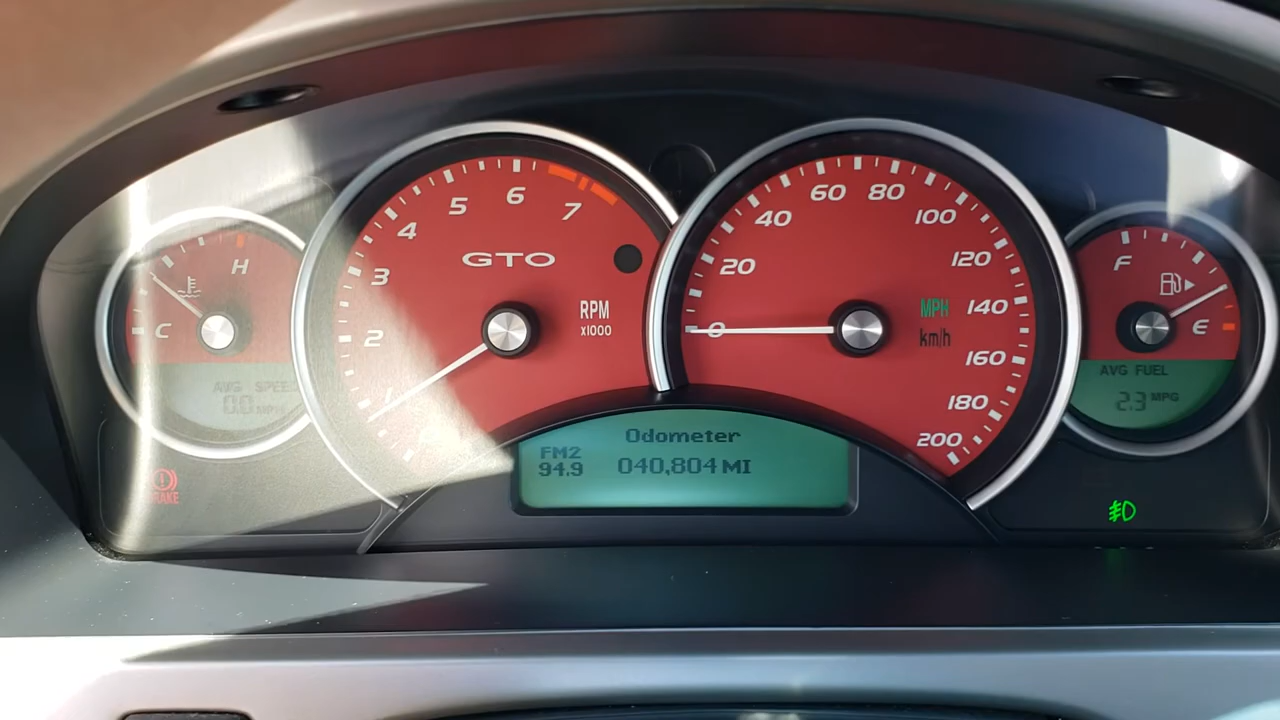 H
C
AVG SPEED
0.0 MPH
BRAKE
1
2
3
4
5
6
7
GTO
RPM
x1000
0
20
40
60
80
100
120
140
160
180
200
MPH
km/h
Odometer
FM2
94.9
040,804 MI
F
E
AVG FUEL
2.3 MPG